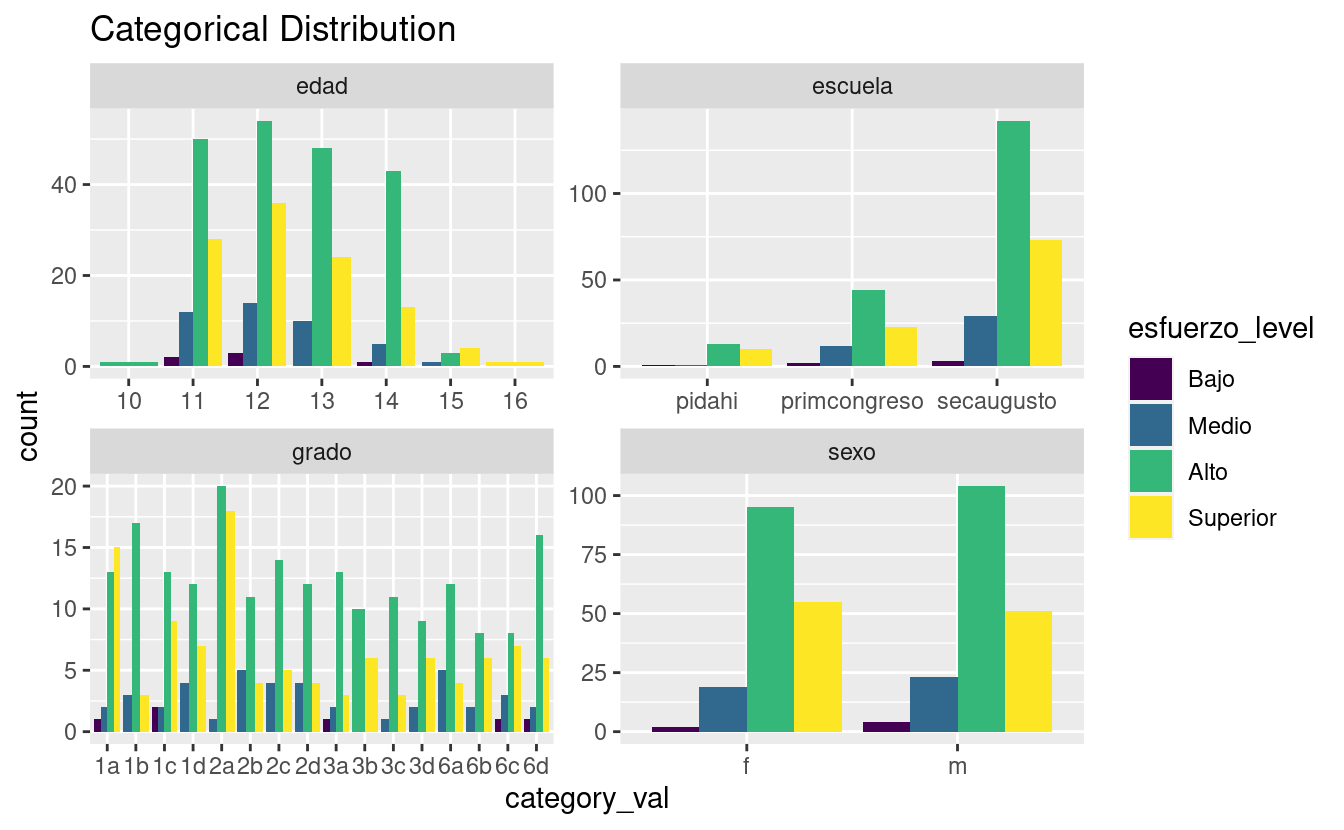 Categorical Distribution
edad
escuela
40
20
0
10 11 12 13 14 15 16
100
50
0
pidahi primcongreso secaugusto
count
grado
sexo
20
15
10
5
0
1a 1b 1c 1d 2a 2b 2c 2d 3a 3b 3c 3d 6a 6b 6c 6d
100
75
50
25
0
f m
category_val
esfuerzo_level
Bajo
Medio
Alto
Superior